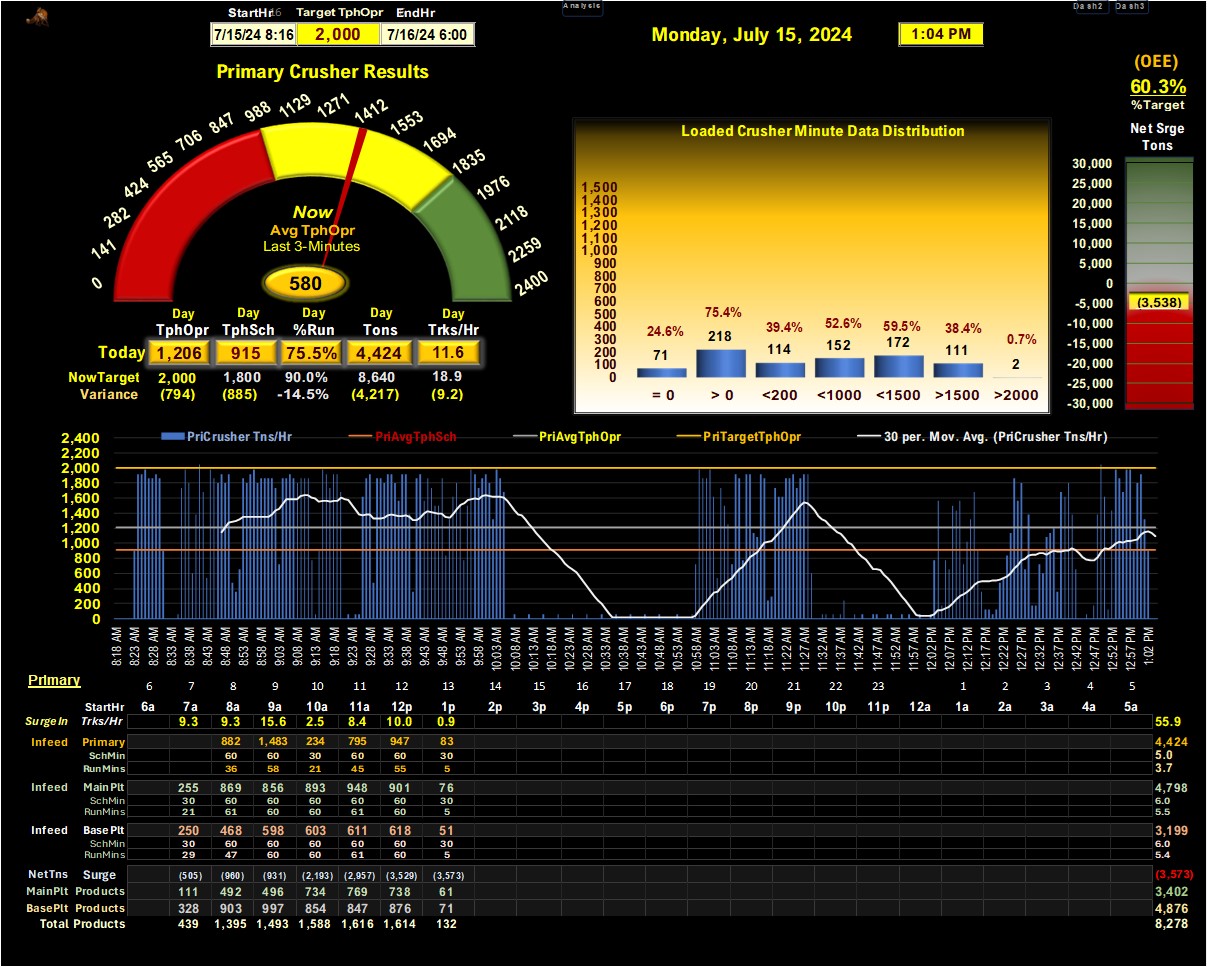 StartHr Target TphOpr EndHr
7/15/24 8:16 2,000 7/16/24 6:00
Analysis
Dash2 Dash3
Monday, July 15, 2024 1:04 PM
(OEE)
60.3%
%Target
Primary Crusher Results
0 141 282 424 565 706 847 988 1129 1271 1412 1553 1694 1835 1976 2118 2259 2400
Now
Avg TphOpr
Last 3-Minutes
580
Day Day Day Day Day
TphOpr TphSch %Run Tons Trks/Hr
Today 1,206 915 75.5% 4,424 11.6
NowTarget 2,000 1,800 90.0% 8,640 18.9
Variance (794) (885) -14.5% (4,217) (9.2)
Loaded Crusher Minute Data Distribution
1,500
1,400
1,300
1,200
1,100
1,000
900
800
700
600
500
400
300
200
100
0
24.6% 75.4% 39.4% 52.6% 59.5% 38.4% 0.7%
71 218 114 152 172 111 2
= 0 > 0 <200 <1000 <1500 >1500 >2000
Net Srge
Tons
30,000
25,000
20,000
15,000
10,000
5,000
0
-5,000
-10,000
-15,000
-20,000
-25,000
-30,000
(3,538)
PriCrusher Tns/Hr PriAvgTphSch PriAvgTphOpr PriTargetTphOpr 30 per. Mov. Avg. (PriCrusher Tns/Hr)
2,400
2,200
2,000
1,800
1,600
1,400
1,200
1,000
800
600
400
200
0
8:18 AM 8:23 AM 8:28 AM 8:33 AM 8:38 AM 8:43 AM 8:48 AM 8:53 AM 8:58 AM 9:03 AM 9:08 AM 9:13 AM 9:18 AM 9:23 AM 9:28 AM 9:33 AM 9:38 AM 9:43 AM 9:48 AM 9:53 AM 9:58 AM 10:03 AM 10:08 AM 10:13 AM 10:18 AM 10:23 AM 10:28 AM 10:33 AM 10:38 AM 10:43 AM 10:48 AM 10:53 AM 10:58 AM 11:03 AM 11:08 AM 11:13 AM 11:18 AM 11:22 AM 11:27 AM 11:32 AM 11:37 AM 11:42 AM 11:47 AM 11:52 AM 11:57 AM 12:02 PM 12:07 PM 12:12 PM 12:17 PM 12:22 PM 12:27 PM 12:32 PM 12:37 PM 12:42 PM 12:47 PM 12:52 PM 12:57 PM 1:02 PM
Primary
6 7 8 9 10 11 12 13 14 15 16 17 18 19 20 21 22 23 1 2 3 4 5
StartHr 6a 7a 8a 9a 10a 11a 12p 1p 2p 3p 4p 5p 6p 7p 8p 9p 10p 11p 12a 1a 2a 3a 4a 5a
SurgeIn Trks/Hr 9.3 9.3 15.6 2.5 8.4 10.0 0.9 55.9
Infeed Primary 882 1,483 234 795 947 83 4,424
SchMin 60 60 30 60 60 30 5.0
RunMins 36 58 21 45 55 5 3.7
Infeed Main Plt 255 869 856 893 948 901 76 4,798
SchMin 30 60 60 60 60 60 30 6.0
RunMins 21 61 60 60 61 60 5 5.5
Infeed Base Plt 250 468 598 603 611 618 51 3,199
SchMin 30 60 60 60 60 60 30 6.0
RunMins 29 47 60 60 61 60 5 5.4
NetTns Surge (505) (960) (931) (2,193) (2,957) (3,529) (3,573) (3,573)
MainPlt Products 111 492 496 734 769 738 61 3,402
BasePlt Products 328 903 997 854 847 876 71 4,876
Total Products 439 1,395 1,493 1,588 1,616 1,614 132 8,278